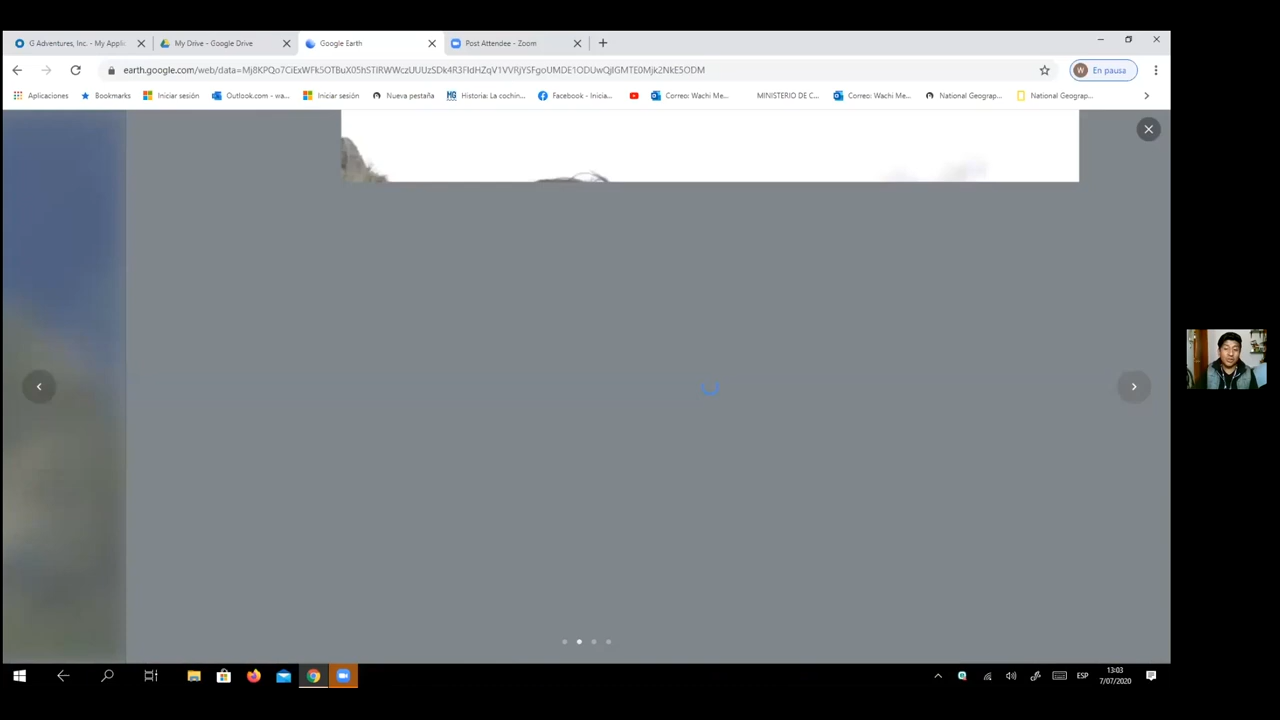 G Adventures, Inc. - My Applic
My Drive - Google Drive
Google Earth
Post Attendee - Zoom
earth.google.com/web/data=
En pausa
Aplicaciones
Bookmarks
Iniciar sesión
Outlook.com - wa...
Iniciar sesión
Nueva pestaña
Historia: La cochin...
Facebook - Inicia...
Correo: Wachi Me...
MINISTERIO DE C...
Correo: Wachi Me...
National Geograp...
National Geograp...
ESP
13:03
7/07/2020